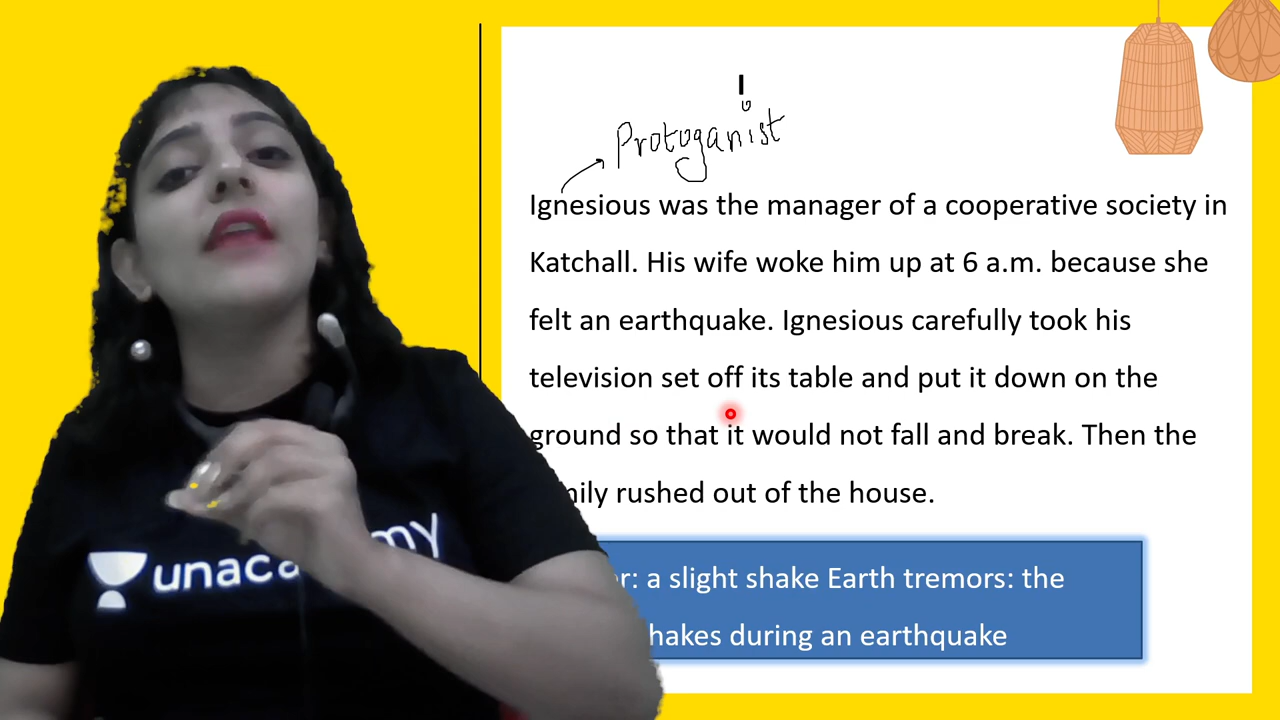 I
Protoganist
Ignesious was the manager of a cooperative society in
Katchall. His wife woke him up at 6 a.m. because she
felt an earthquake. Ignesious carefully took his
television set off its table and put it down on the
ground so that it would not fall and break. Then the
rushed out of the house.
a slight shake Earth tremors: the
during an earthquake
unaca my